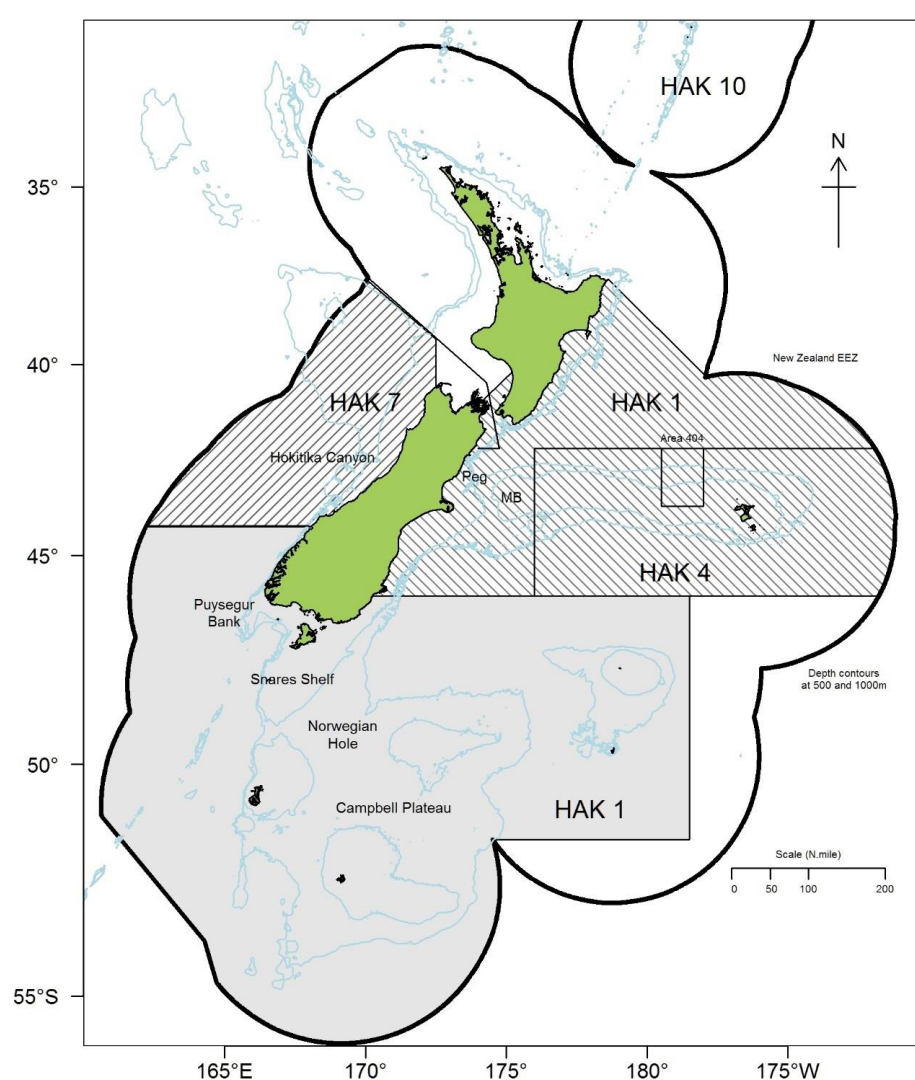 HAK 10
N
35°
40°
New Zealand EEZ
HAK 7
HAK 1
Area 404
Hokitika Canyon
Peg
MB
45°
HAK 4
Puysegur
Bank
Snares Shelf
Depth contours
at 500 and 1000m
Norwegian
Hole
50°
Campbell Plateau
HAK 1
Scale (N.mile)
0 50 100 200
55°S
165°E 170° 175° 180° 175°W